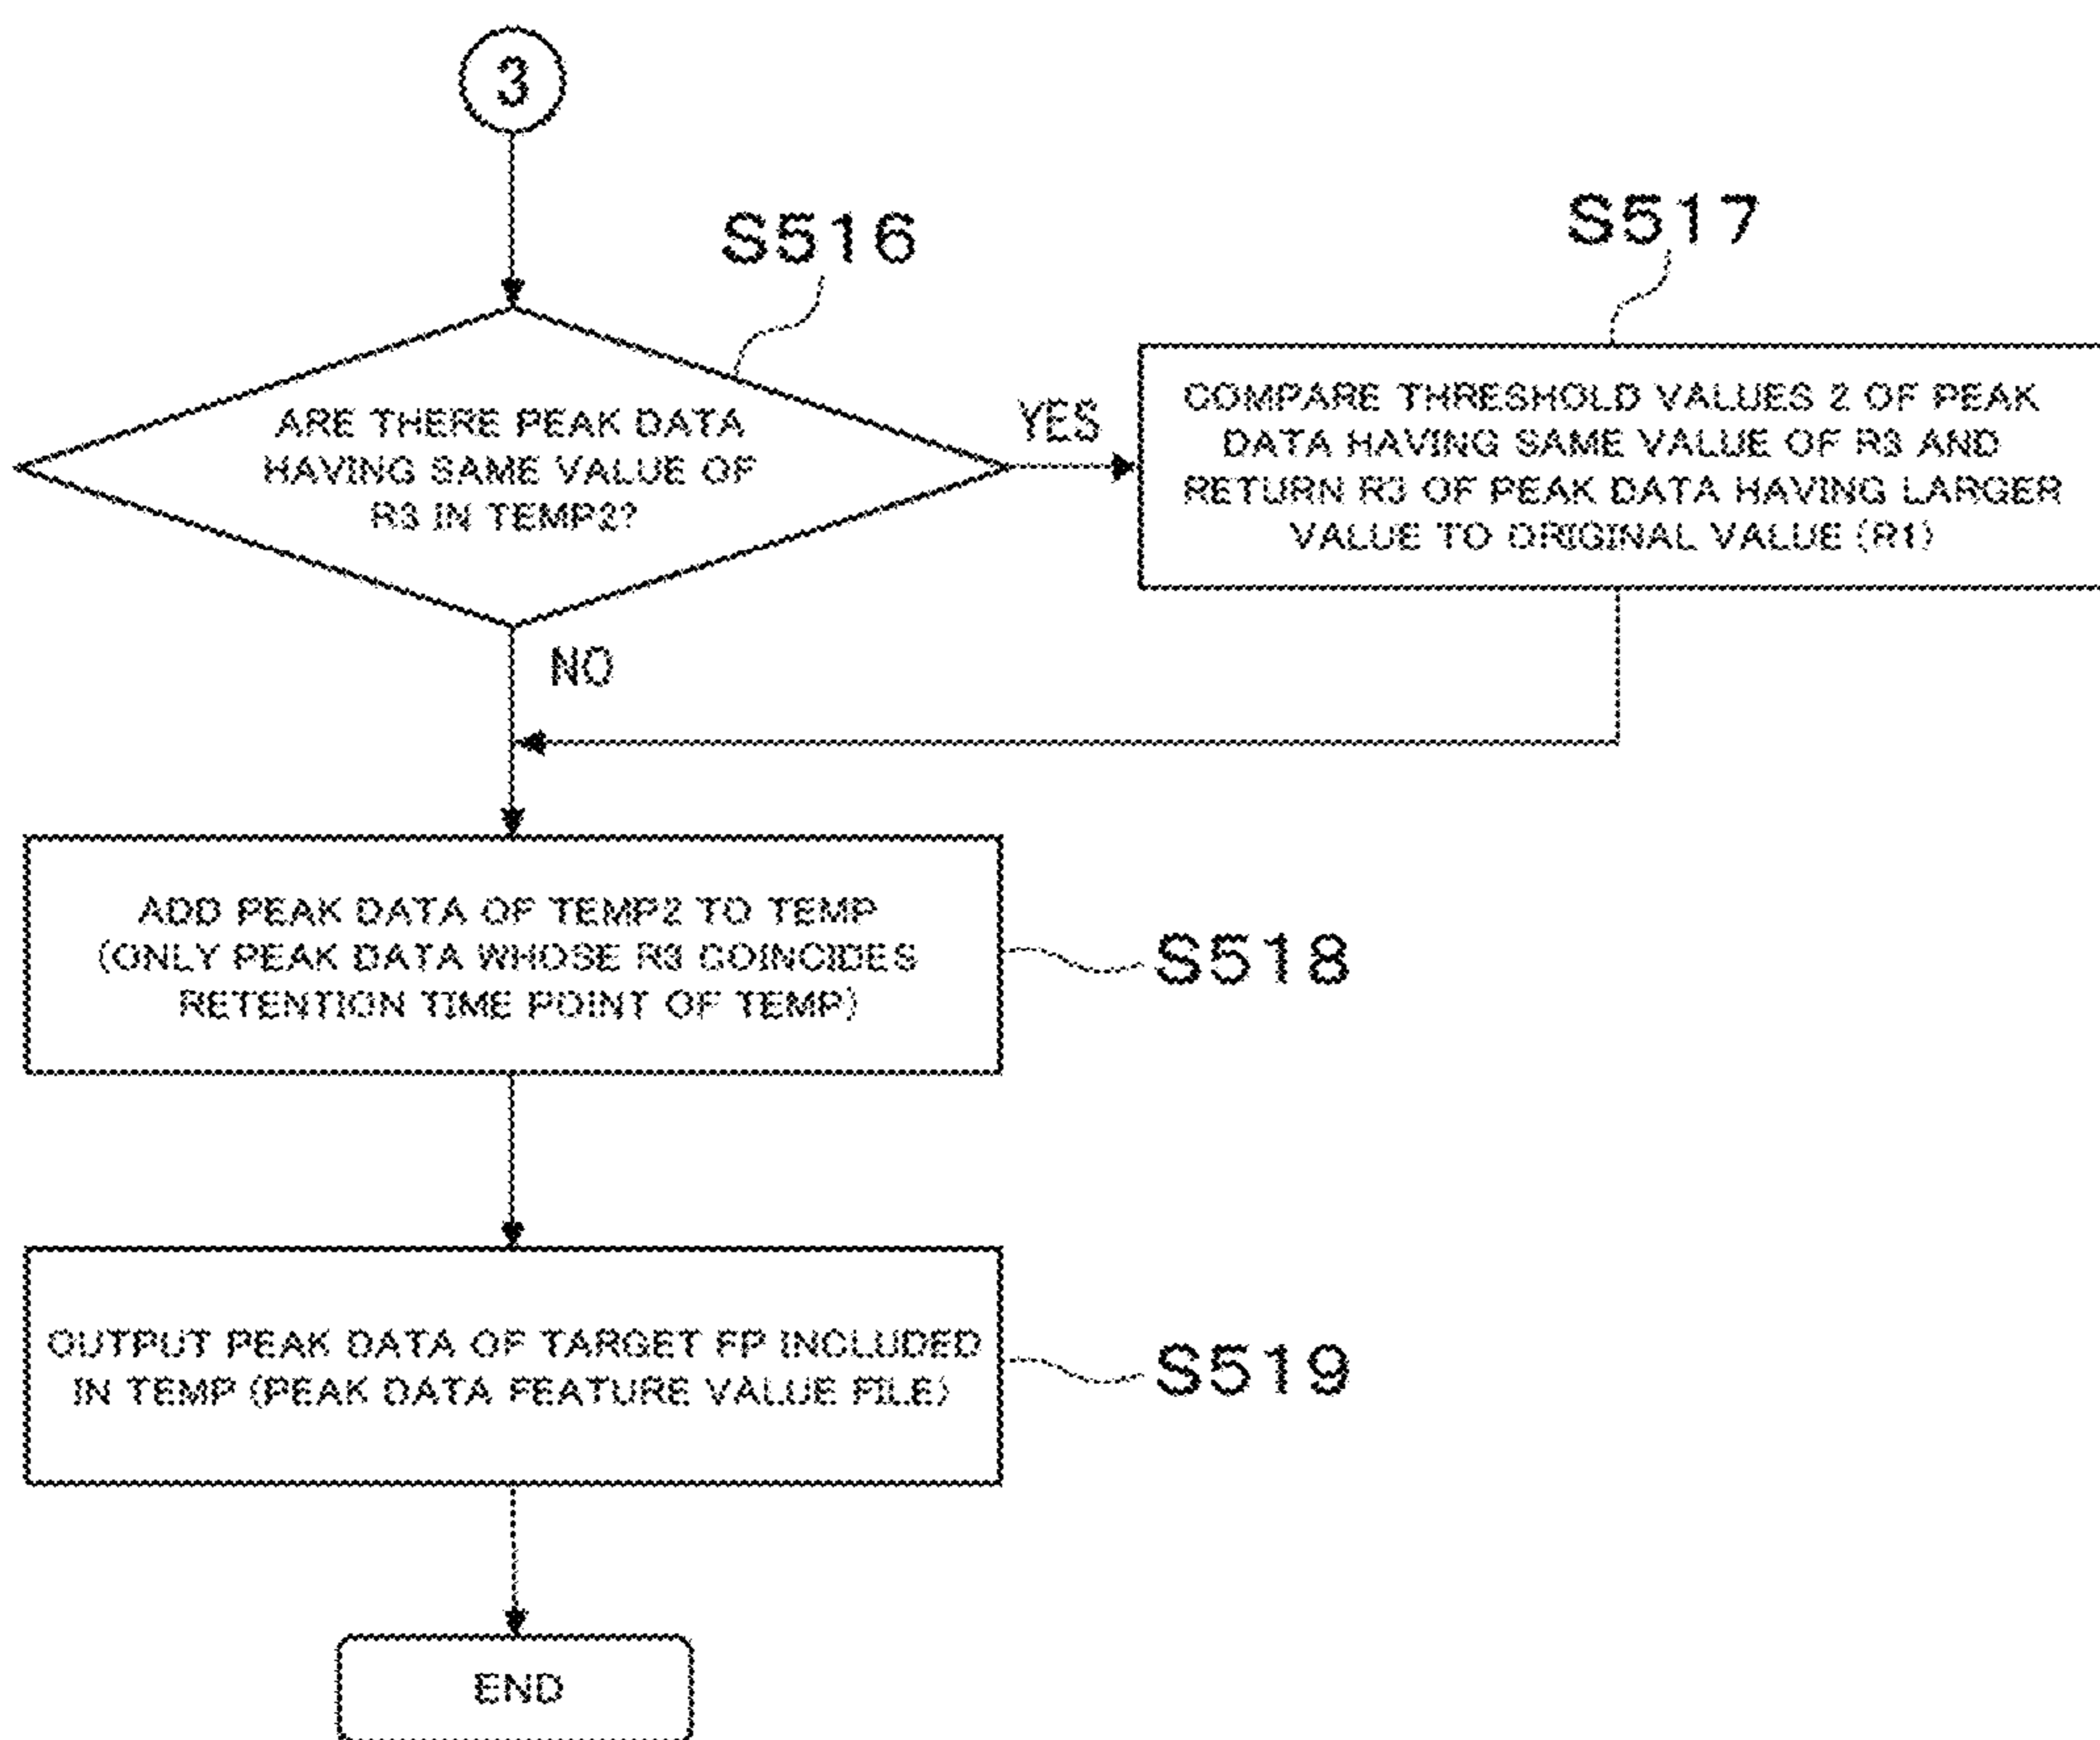 3
S516
S517
ARE THERE PEAK DATA
HAVING SAME VALUE OF
R3 IN TEMP2?
YES
COMPARE THRESHOLD VALUES 2 OF PEAK
DATA HAVING SAME VALUE OF R3 AND
RETURN R3 OF PEAK DATA HAVING LARGER
VALUE TO ORIGINAL VALUE (R1)
NO
ADD PEAK DATA OF TEMP2 TO TEMP
(ONLY PEAK DATA WHOSE R3 COINCIDES
RETENTION TIME POINT OF TEMP)
S518
OUTPUT PEAK DATA OF TARGET FP INCLUDED
IN TEMP (PEAK DATA FEATURE VALUE FILE)
S519
END